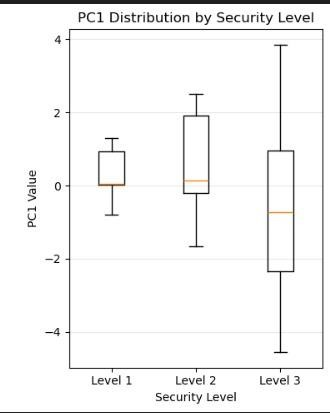 PC1 Distribution by Security Level
4
2
0
−2
−4
PC1 Value
Level 1 Level 2 Level 3
Security Level